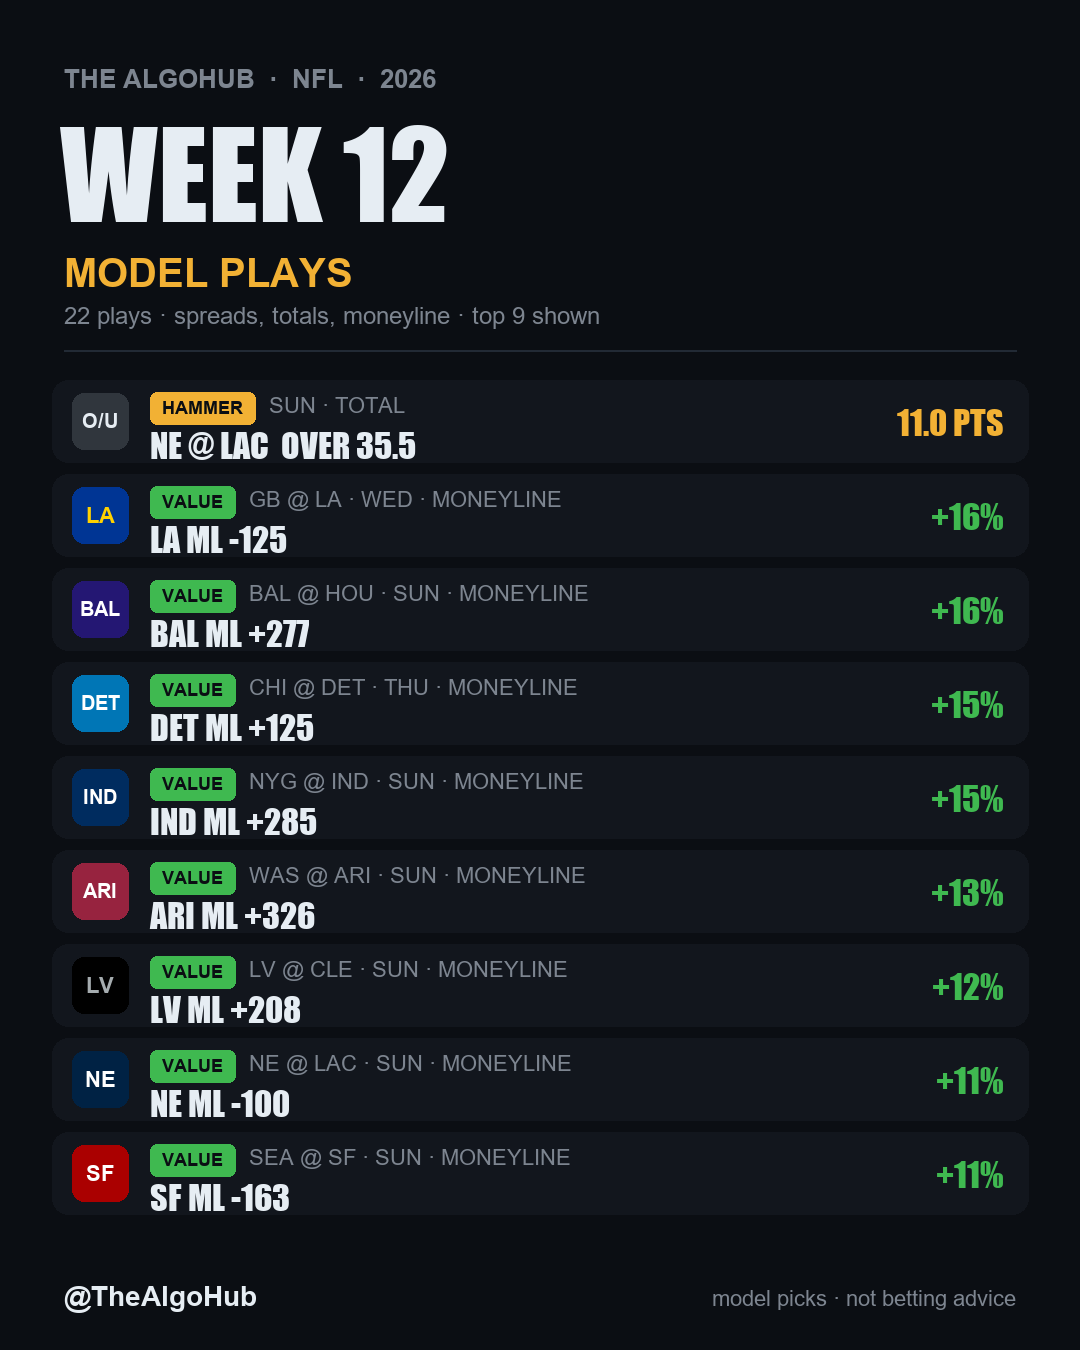 THE ALGOHUB · NFL · 2026
WEEK 12
MODEL PLAYS
22 plays · spreads, totals, moneyline · top 9 shown
O/U
HAMMER SUN · TOTAL
NE @ LAC OVER 35.5
11.0 PTS
LA
VALUE GB @ LA · WED · MONEYLINE
LA ML -125
+16%
BAL
VALUE BAL @ HOU · SUN · MONEYLINE
BAL ML +277
+16%
DET
VALUE CHI @ DET · THU · MONEYLINE
DET ML +125
+15%
IND
VALUE NYG @ IND · SUN · MONEYLINE
IND ML +285
+15%
ARI
VALUE WAS @ ARI · SUN · MONEYLINE
ARI ML +326
+13%
LV
VALUE LV @ CLE · SUN · MONEYLINE
LV ML +208
+12%
NE
VALUE NE @ LAC · SUN · MONEYLINE
NE ML -100
+11%
SF
VALUE SEA @ SF · SUN · MONEYLINE
SF ML -163
+11%
@TheAlgoHub
model picks · not betting advice